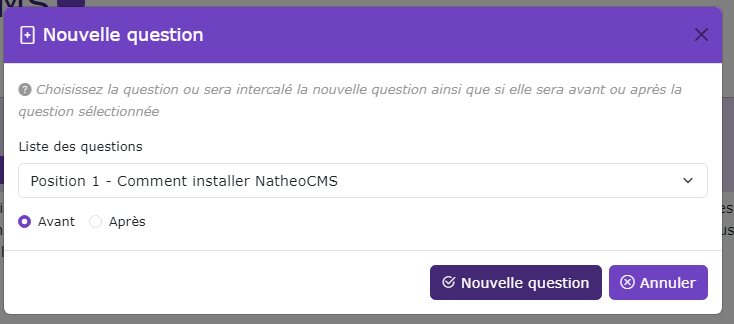 Nouvelle question
Choisissez la question ou sera intercalé la nouvelle question ainsi que si elle sera avant ou après la
question sélectionnée
Liste des questions
Position 1 - Comment installer NatheoCMS
Avant Après
Nouvelle question Annuler